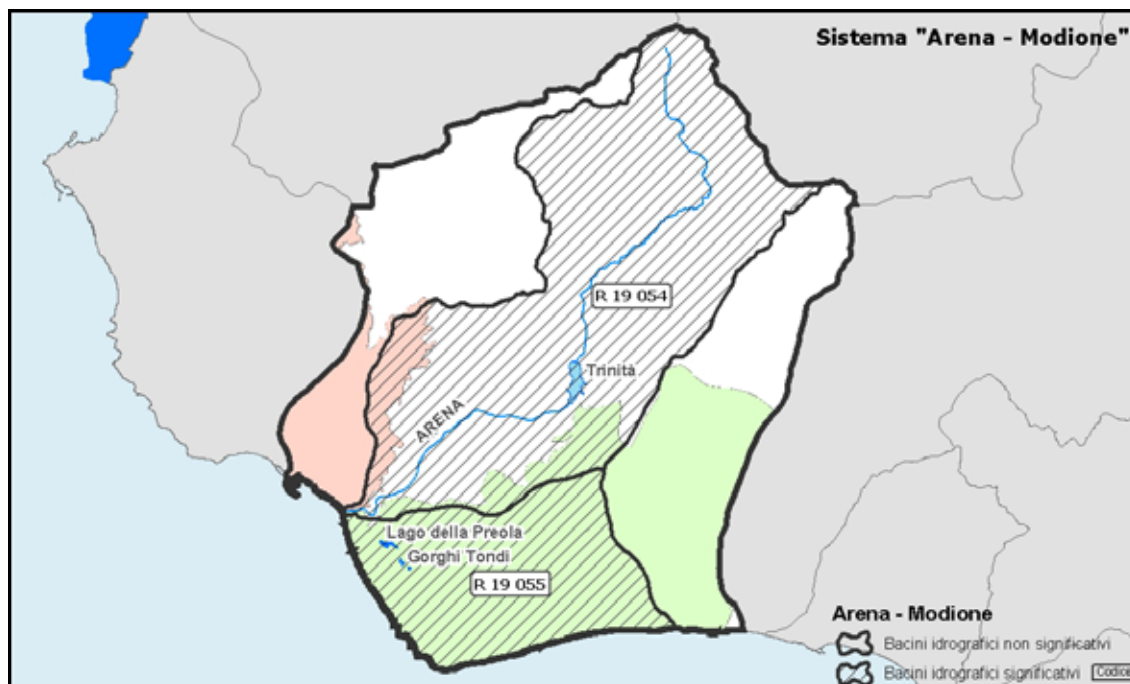 Sistema "Arena - Modione"
R 19 054
Trinità
ARENA
Lago della Preola
Gorghi Tondi
R 19 055
Arena - Modione
Bacini idrografici non significativi
Bacini idrografici significativi
Codice